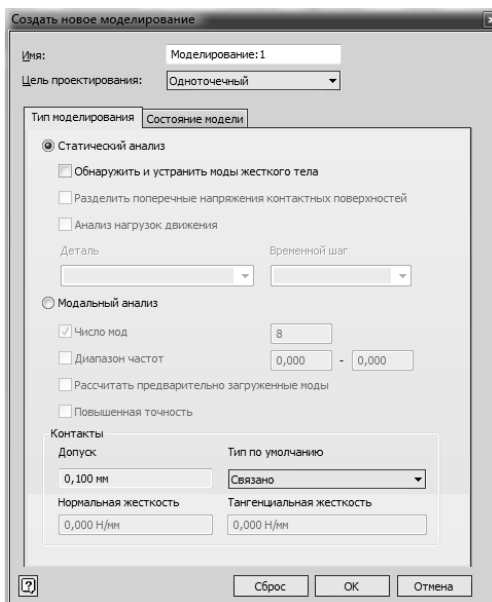 Создать новое моделирование
Имя: Моделирование:1
Цель проектирования: Одноточечный
Тип моделирования Состояние модели
Статический анализ
Обнаружить и устранить моды жесткого тела
Разделить поперечные напряжения контактных поверхностей
Анализ нагрузок движения
Деталь Временной шаг
Модальный анализ
Число мод 8
Диапазон частот 0,000 - 0,000
Рассчитать предварительно загруженные моды
Повышенная точность
Контакты
Допуск Тип по умолчанию
0,100 мм Связано
Нормальная жесткость Тангенциальная жесткость
0,000 Н/мм 0,000 Н/мм
? Сброс ОК Отмена